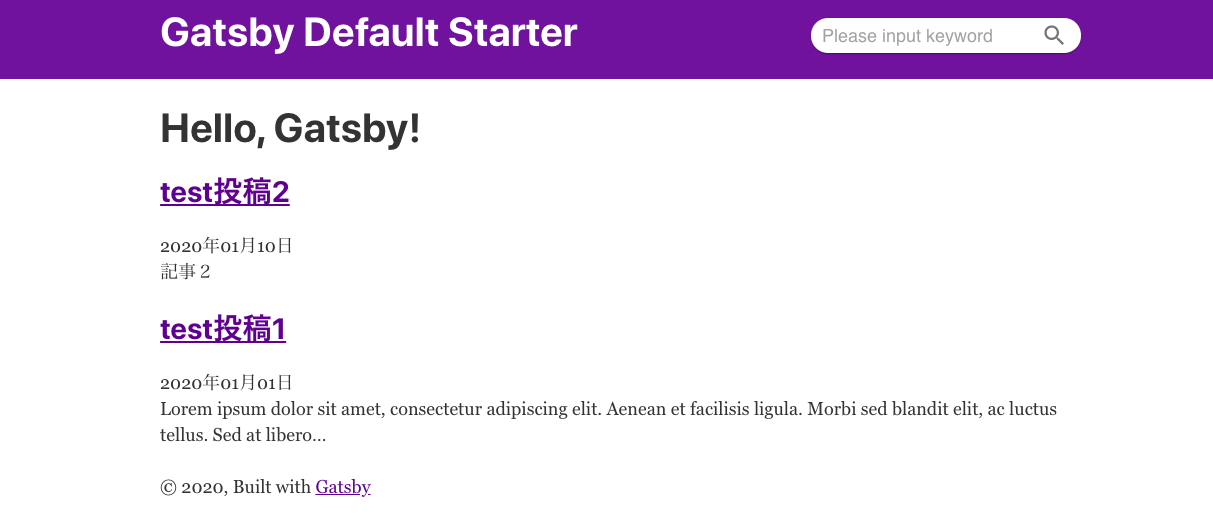 Gatsby Default Starter
Please input keyword
Hello, Gatsby!
test投稿2
2020年01月10日
記事２
test投稿1
2020年01月01日
Lorem ipsum dolor sit amet, consectetur adipiscing elit. Aenean et facilisis ligula. Morbi sed blandit elit, ac luctus
tellus. Sed at libero…
© 2020, Built with Gatsby